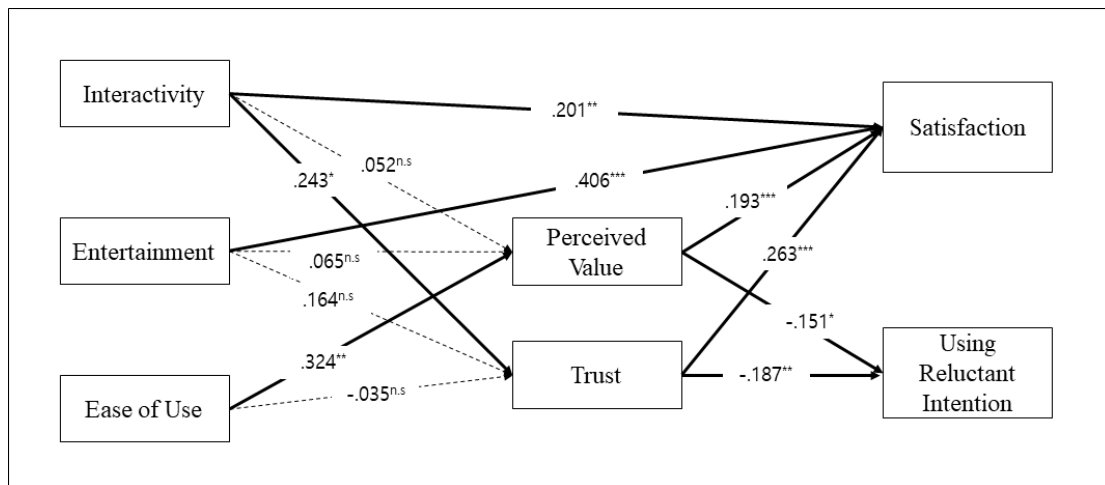 Interactivity
Satisfaction
.201**
.052n.s
.243*
.406***
.193***
Entertainment
Perceived
Value
.065n.s
.263***
.164n.s
-.151*
.324**
Ease of Use
-.035n.s
Trust
-.187**
Using
Reluctant
Intention